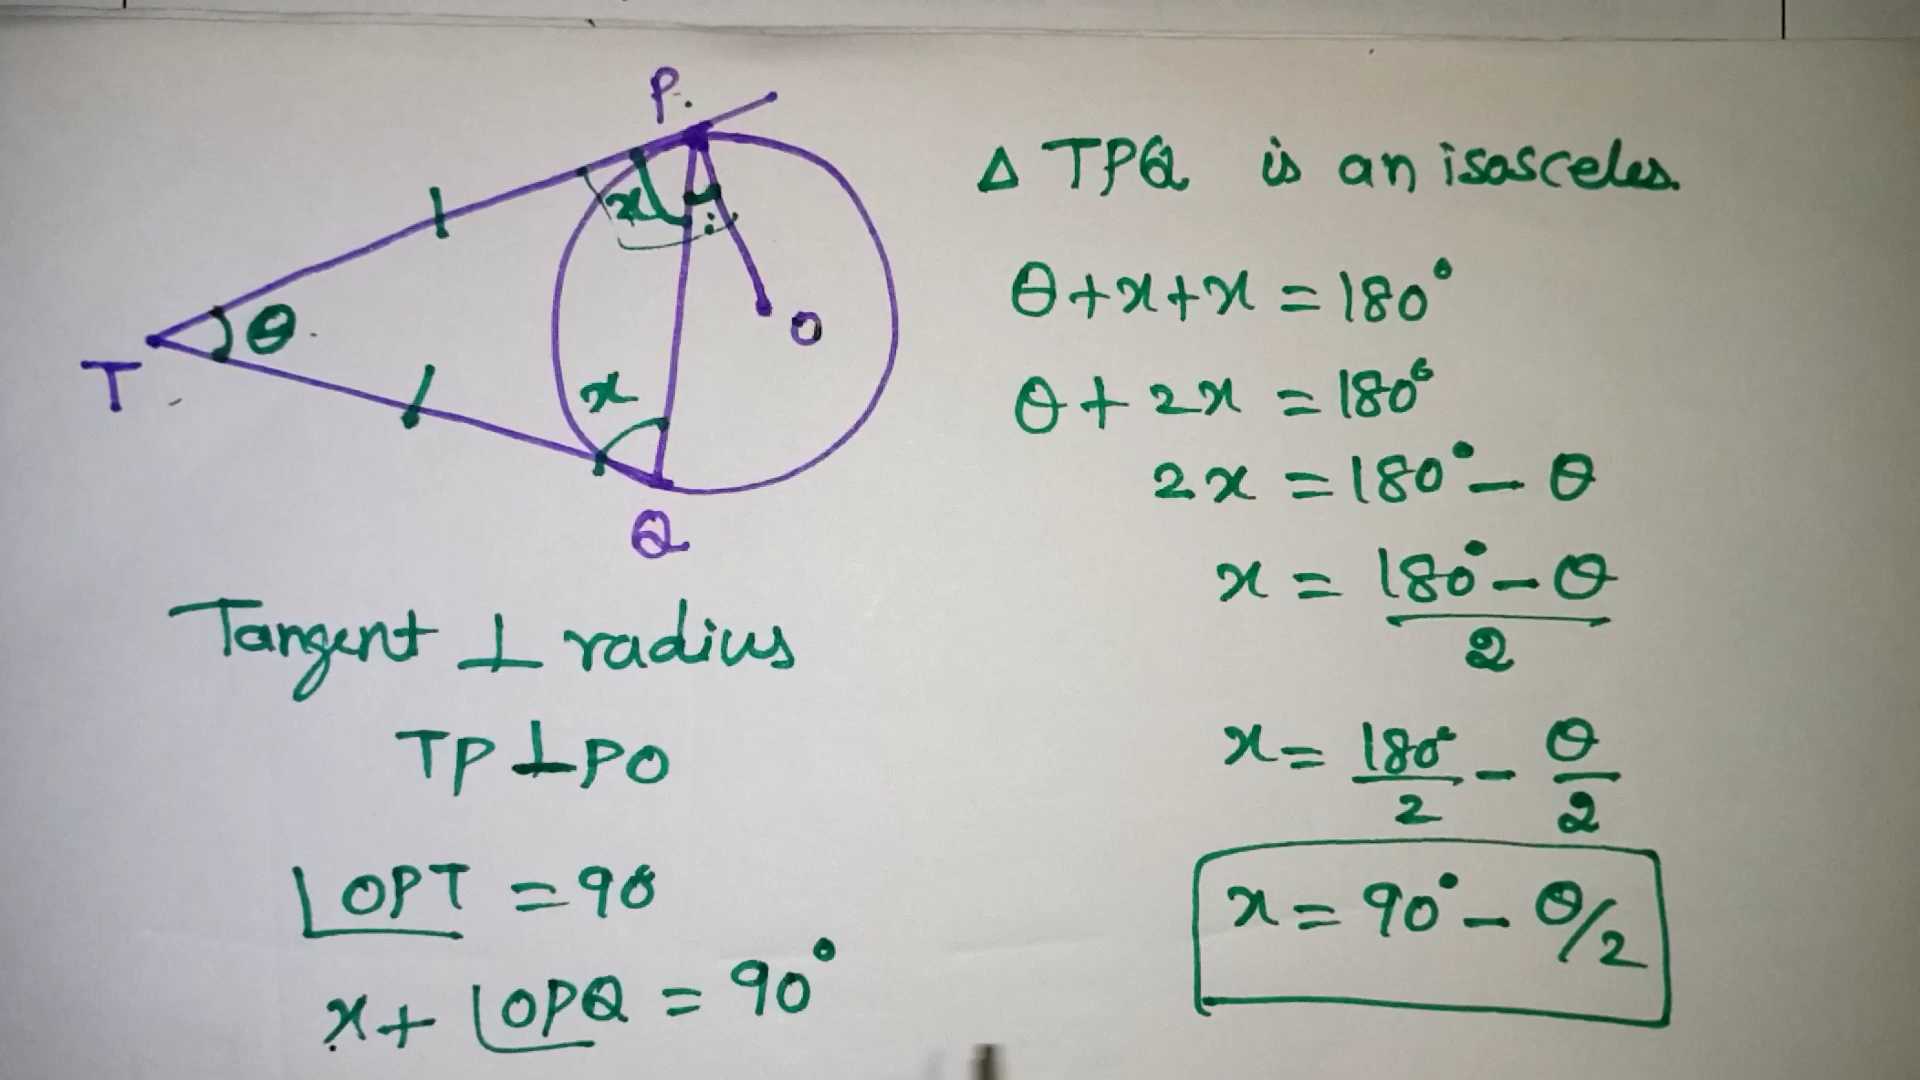 P.
x
T
θ
O
x
Q
Tangent ⊥ radius
TP ⊥ PO
∠OPT = 90°
x + ∠OPQ = 90°
Δ TPQ is an isosceles.
θ + x + x = 180°
θ + 2x = 180°
2x = 180° - θ
x = 180° - θ
2
x = 180° - θ
2 2
x = 90° - θ/2